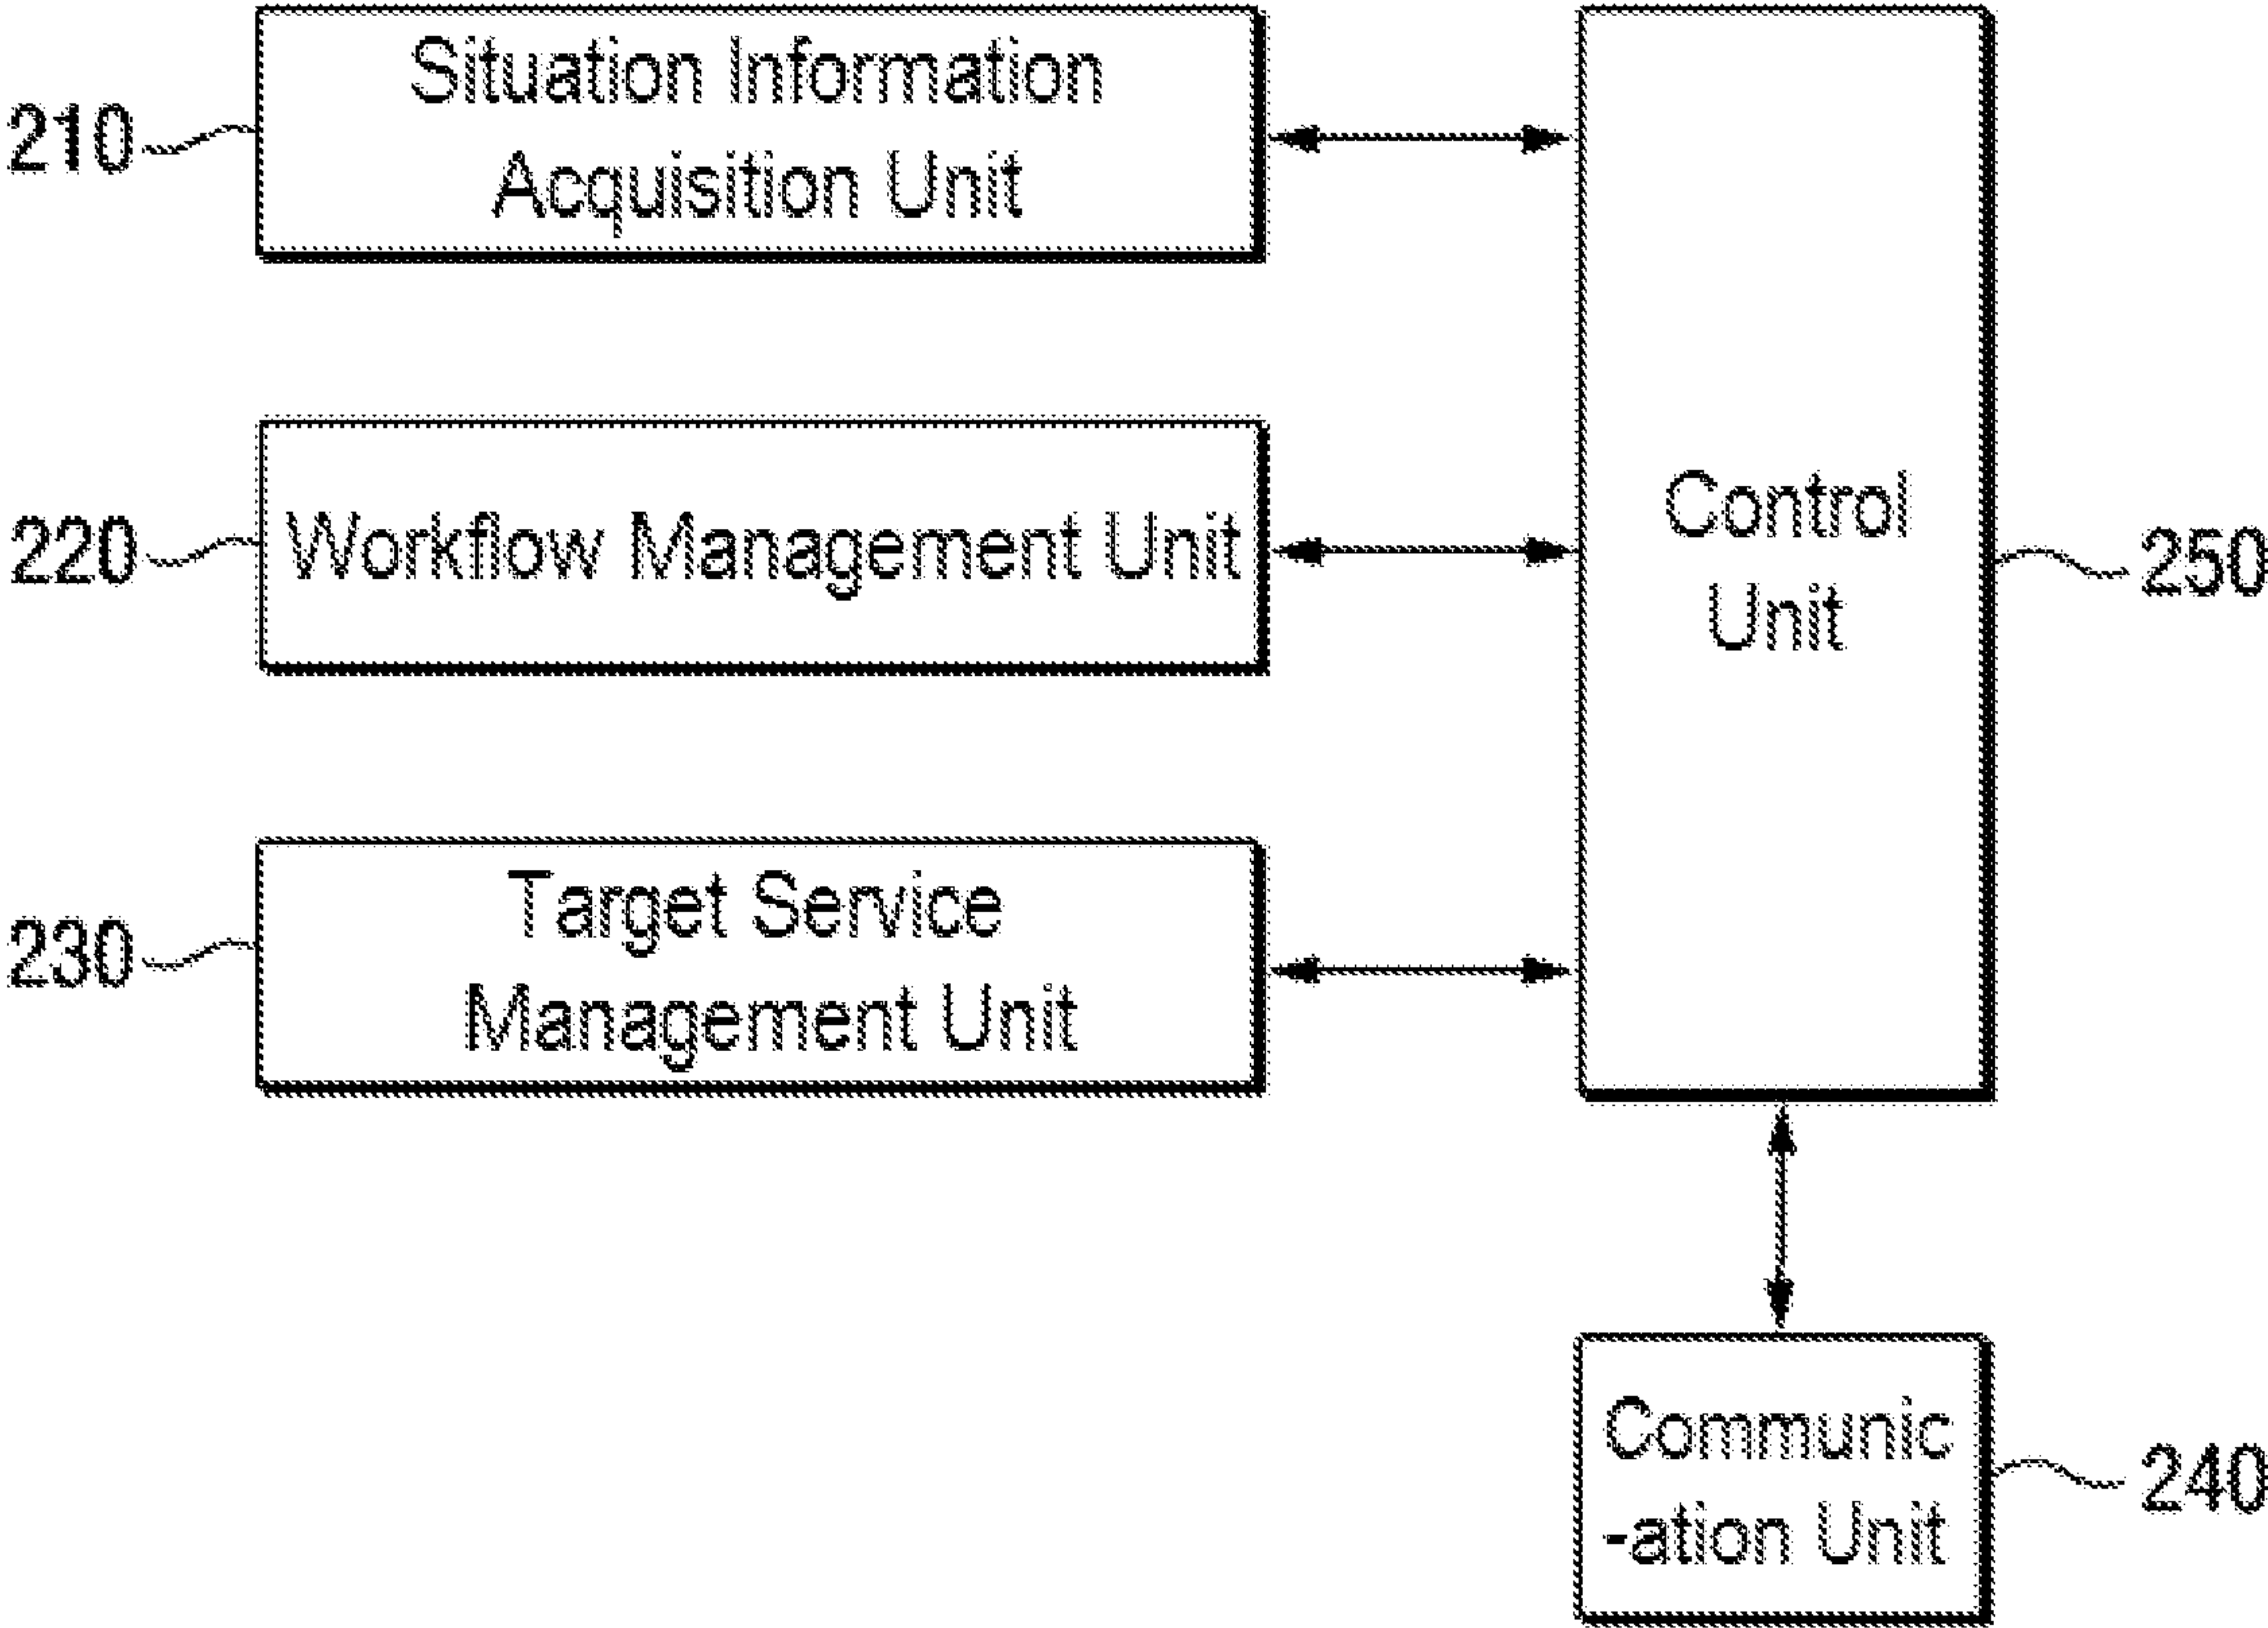 210
Situation Information
Acquisition Unit
220
Workflow Management Unit
230
Target Service
Management Unit
Control
Unit
250
Communic
-ation Unit
240